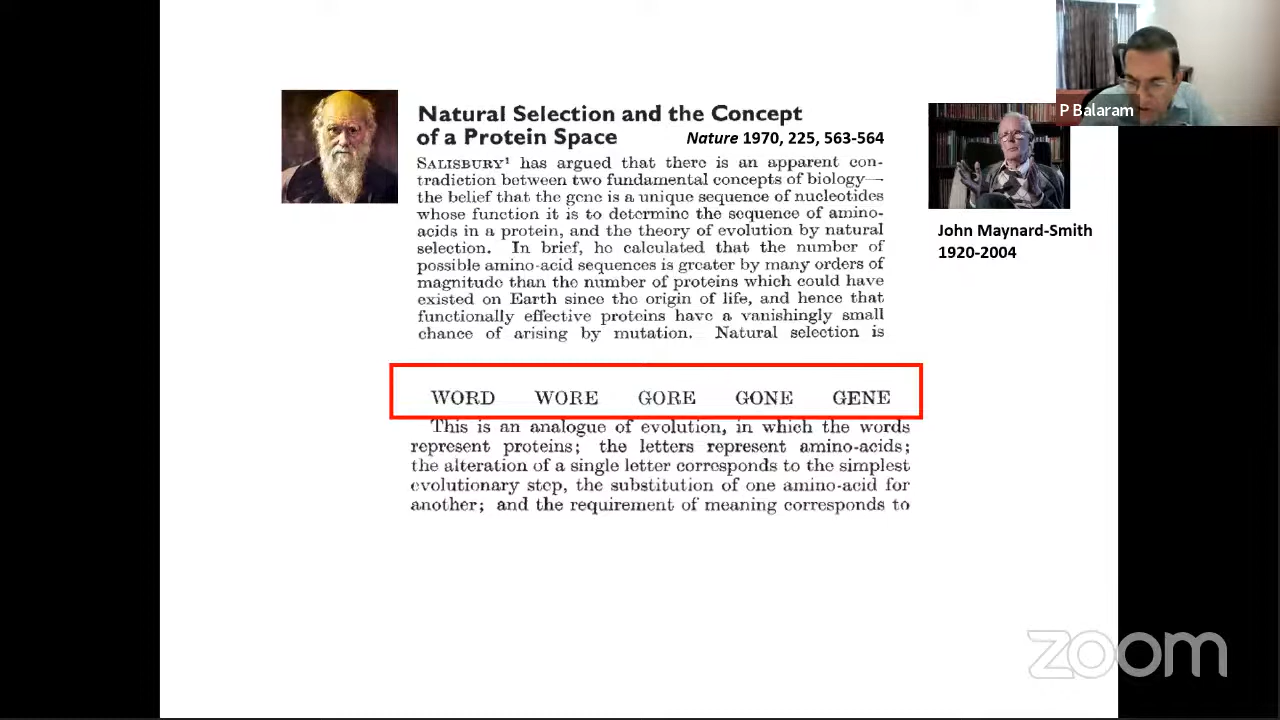 P Balaram
Natural Selection and the Concept
of a Protein Space
Nature 1970, 225, 563-564
SALISBURY¹ has argued that there is an apparent con-
tradiction between two fundamental concepts of biology—
the belief that the gene is a unique sequence of nucleotides
whose function it is to determine the sequence of amino-
acids in a protein, and the theory of evolution by natural
selection. In brief, he calculated that the number of
possible amino-acid sequences is greater by many orders of
magnitude than the number of proteins which could have
existed on Earth since the origin of life, and hence that
functionally effective proteins have a vanishingly small
chance of arising by mutation. Natural selection is
John Maynard-Smith
1920-2004
WORD WORE GORE GONE GENE
This is an analogue of evolution, in which the words
represent proteins; the letters represent amino-acids;
the alteration of a single letter corresponds to the simplest
evolutionary step, the substitution of one amino-acid for
another; and the requirement of meaning corresponds to
zoom